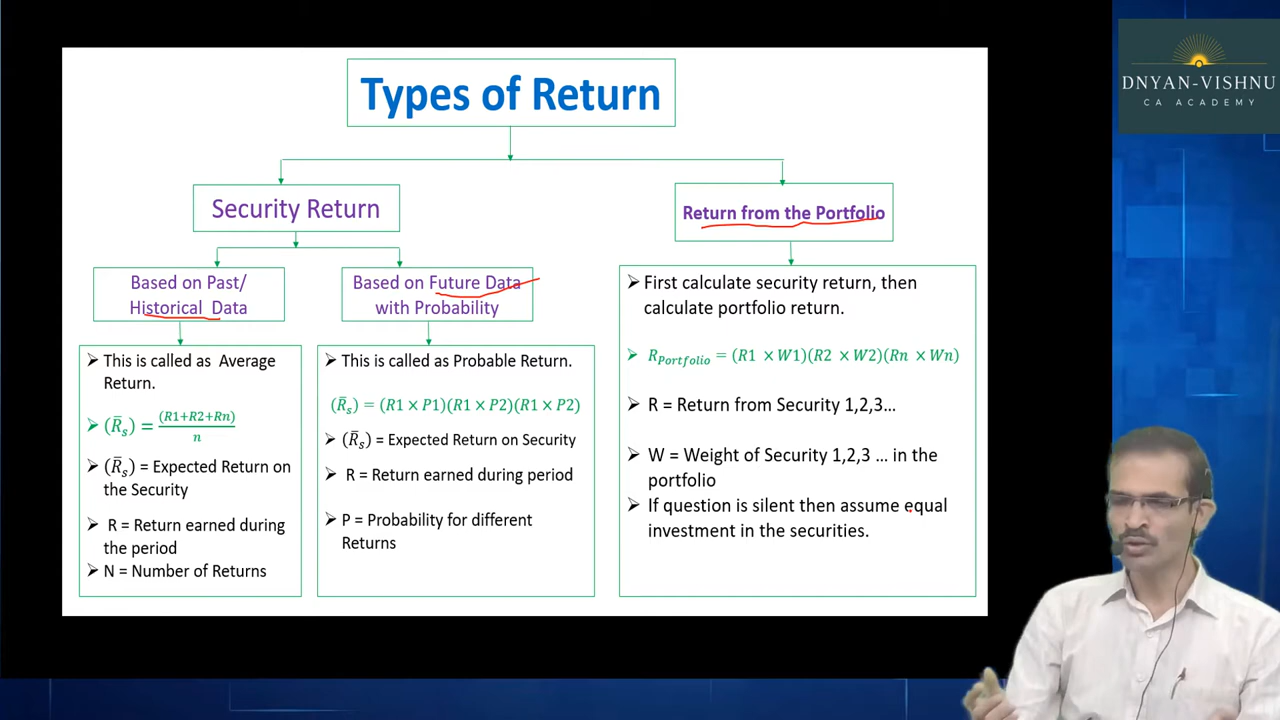 Types of Return
DNYAN-VISHNU
CA ACADEMY
Security Return
Return from the Portfolio
Based on Past/
Historical Data
Based on Future Data
with Probability
➢ This is called as Average
Return.
➢ (R̄ₛ) = (R1+R2+Rn)/n
➢ (R̄ₛ) = Expected Return on
the Security
➢ R = Return earned during
the period
➢ N = Number of Returns
➢ This is called as Probable Return.
(R̄ₛ) = (R1 × P1)(R1 × P2)(R1 × P2)
➢ (R̄ₛ) = Expected Return on Security
➢ R = Return earned during period
➢ P = Probability for different
Returns
➢ First calculate security return, then
calculate portfolio return.
➢ R Portfolio = (R1 × W1)(R2 × W2)(Rn × Wn)
➢ R = Return from Security 1,2,3...
➢ W = Weight of Security 1,2,3 ... in the
portfolio
➢ If question is silent then assume equal
investment in the securities.